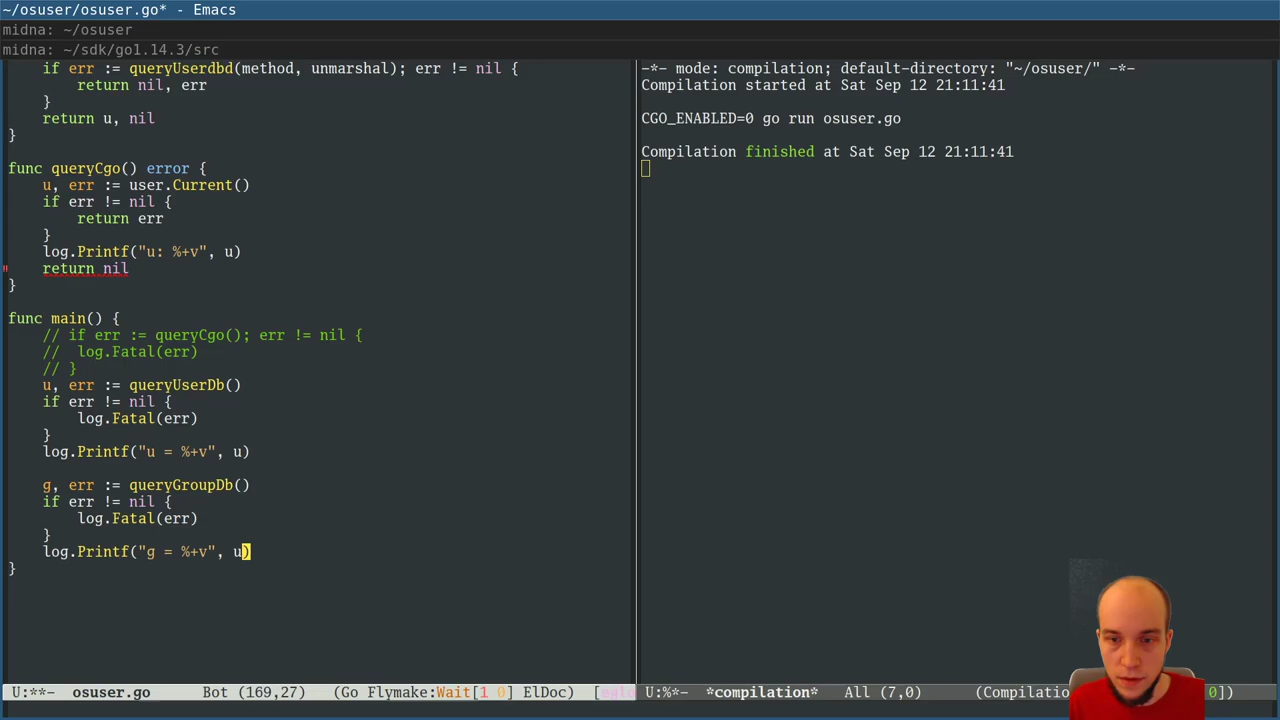 ~/osuser/osuser.go* - Emacs
midna: ~/osuser
midna: ~/sdk/go1.14.3/src
if err := queryUserdbd(method, unmarshal); err != nil {
return nil, err
}
return u, nil
}
func queryCgo() error {
u, err := user.Current()
if err != nil {
return err
}
log.Printf("u: %+v", u)
return nil
}
func main() {
// if err := queryCgo(); err != nil {
//  log.Fatal(err)
// }
u, err := queryUserDb()
if err != nil {
log.Fatal(err)
}
log.Printf("u = %+v", u)
g, err := queryGroupDb()
if err != nil {
log.Fatal(err)
}
log.Printf("g = %+v", u)
}
U:**-  osuser.go      Bot (169,27)   (Go Flymake:Wait[1 0] ElDoc)  [eglo
-*- mode: compilation; default-directory: "~/osuser/" -*-
Compilation started at Sat Sep 12 21:11:41
CGO_ENABLED=0 go run osuser.go
Compilation finished at Sat Sep 12 21:11:41
U:%*-  *compilation*   All (7,0)      (Compilatio 0])